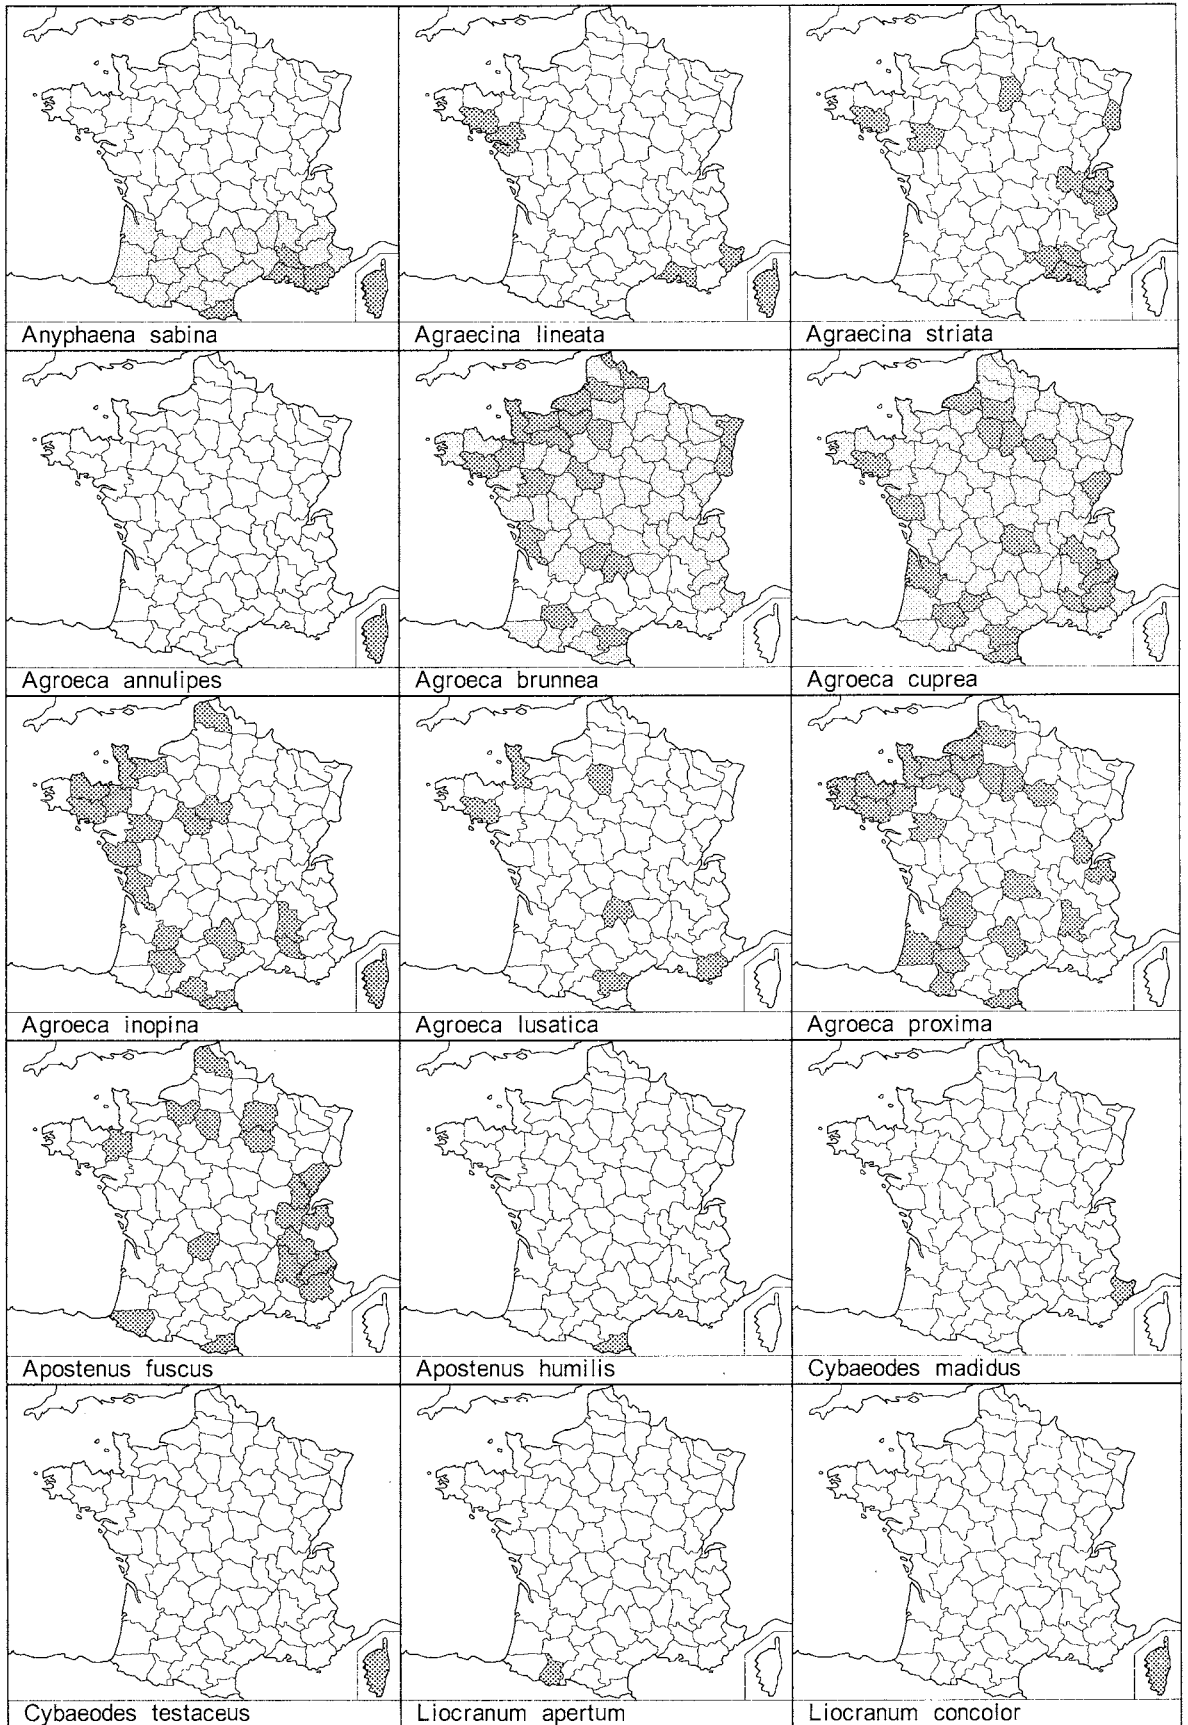 Anyphaena sabina
Agraecina lineata
Agraecina striata
Agroeca annulipes
Agroeca brunnea
Agroeca cuprea
Agroeca inopina
Agroeca lusatica
Agroeca proxima
Apostenus fuscus
Apostenus humilis
Cybaeodes madidus
Cybaeodes testaceus
Liocranum apertum
Liocranum concolor